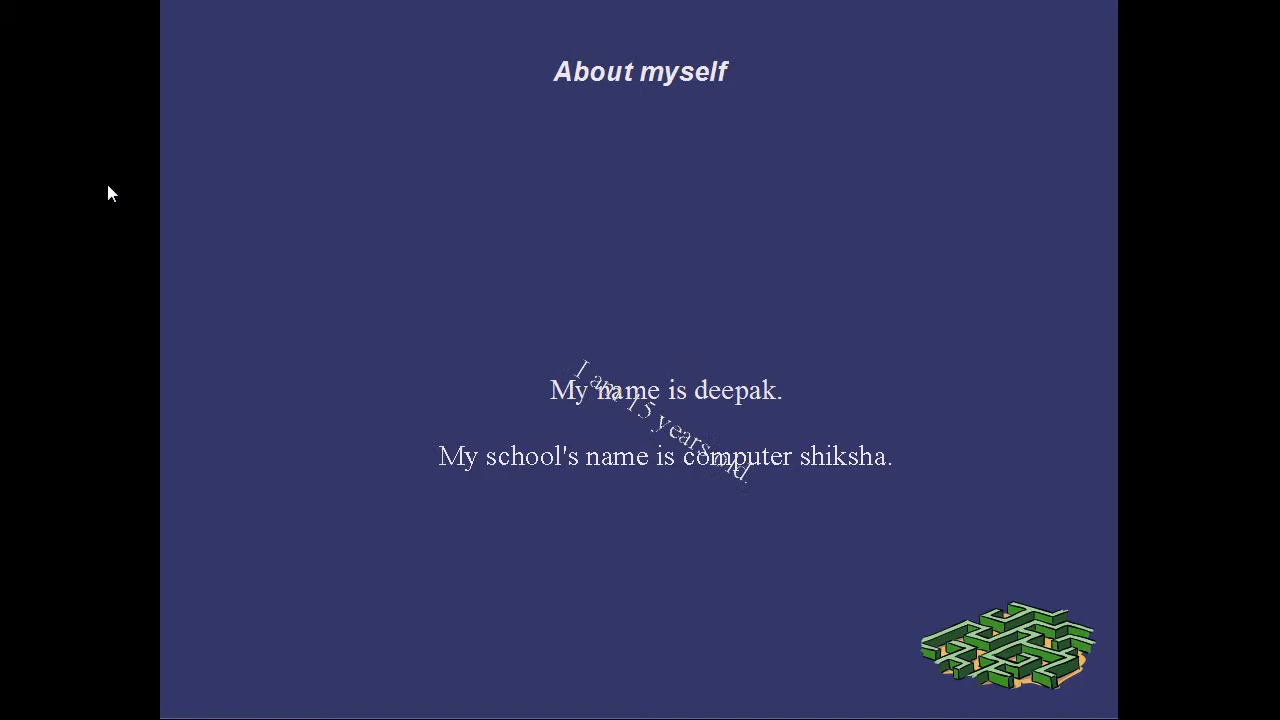 About myself
My name is deepak.
I am 15 years old.
My school's name is computer shiksha.